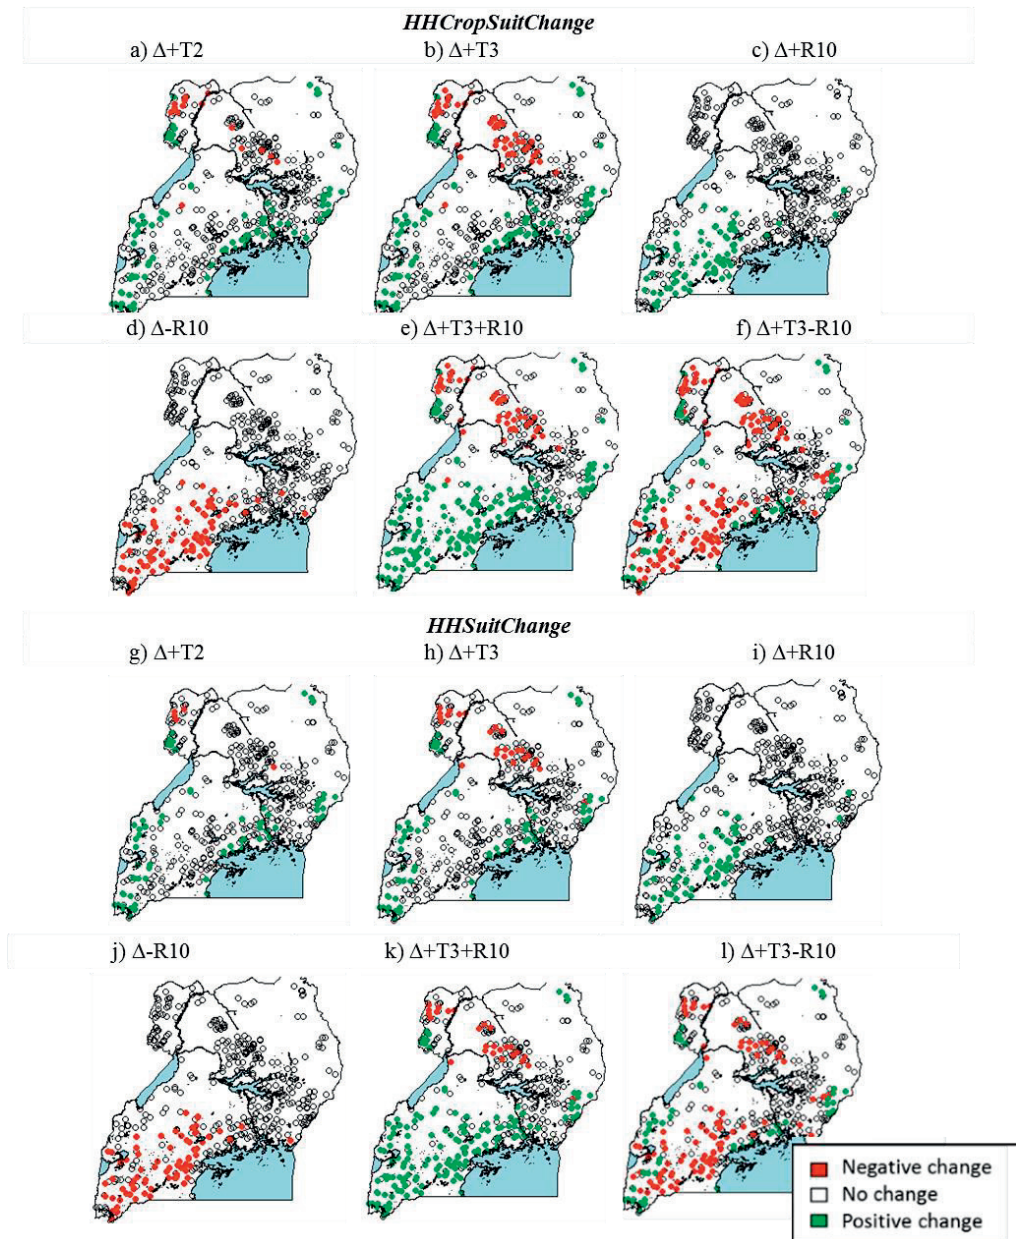 HHCropSuitChange
a) Δ+T2 b) Δ+T3 c) Δ+R10
d) Δ-R10 e) Δ+T3+R10 f) Δ+T3-R10
HHSuitChange
g) Δ+T2 h) Δ+T3 i) Δ+R10
j) Δ-R10 k) Δ+T3+R10 l) Δ+T3-R10
Negative change
No change
Positive change